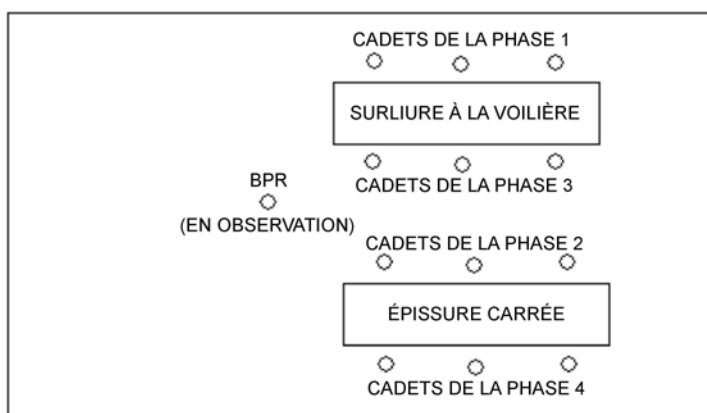 CADETS DE LA PHASE 1
SURLIURE À LA VOILIÈRE
CADETS DE LA PHASE 3
BPR
(EN OBSERVATION)
CADETS DE LA PHASE 2
ÉPISSURE CARRÉE
CADETS DE LA PHASE 4